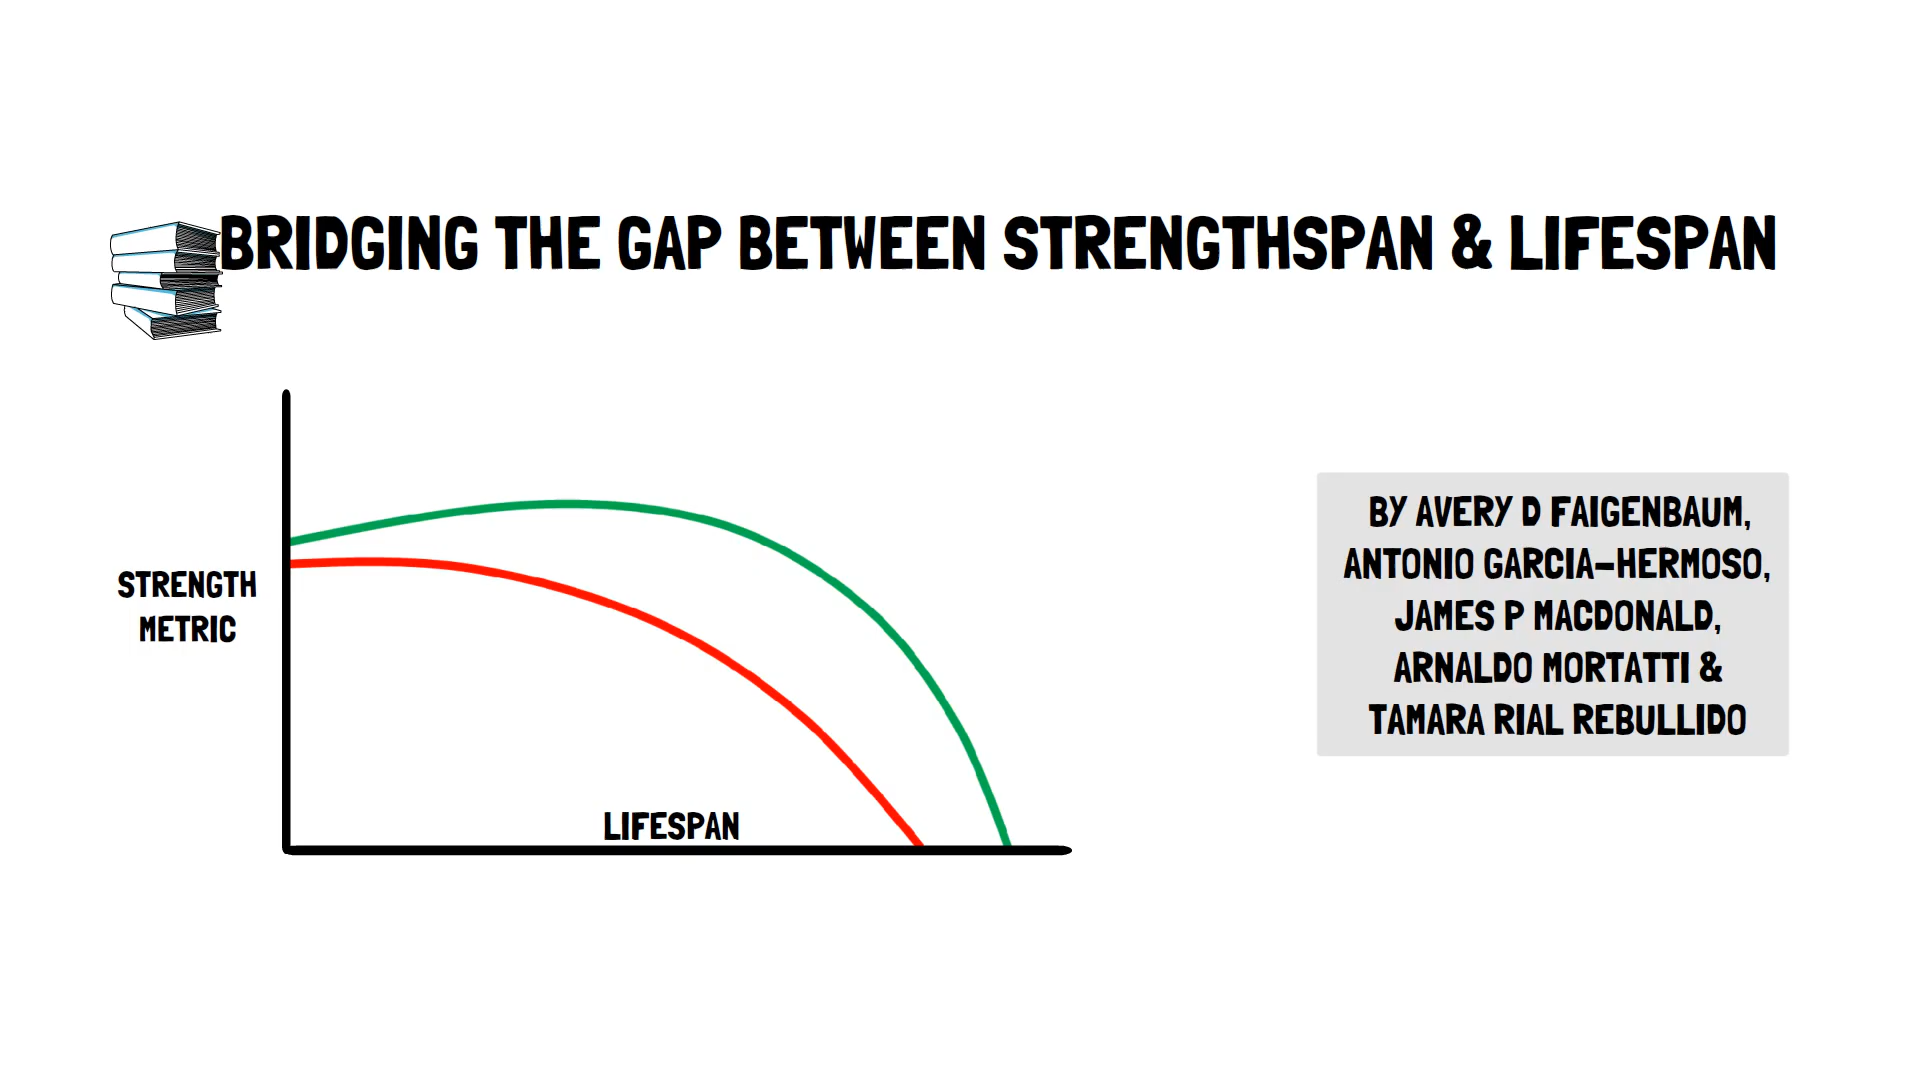 BRIDGING THE GAP BETWEEN STRENGTHSPAN & LIFESPAN
STRENGTH
METRIC
LIFESPAN
BY AVERY D FAIGENBAUM,
ANTONIO GARCIA-HERMOSO,
JAMES P MACDONALD,
ARNALDO MORTATTI &
TAMARA RIAL REBULLIDO